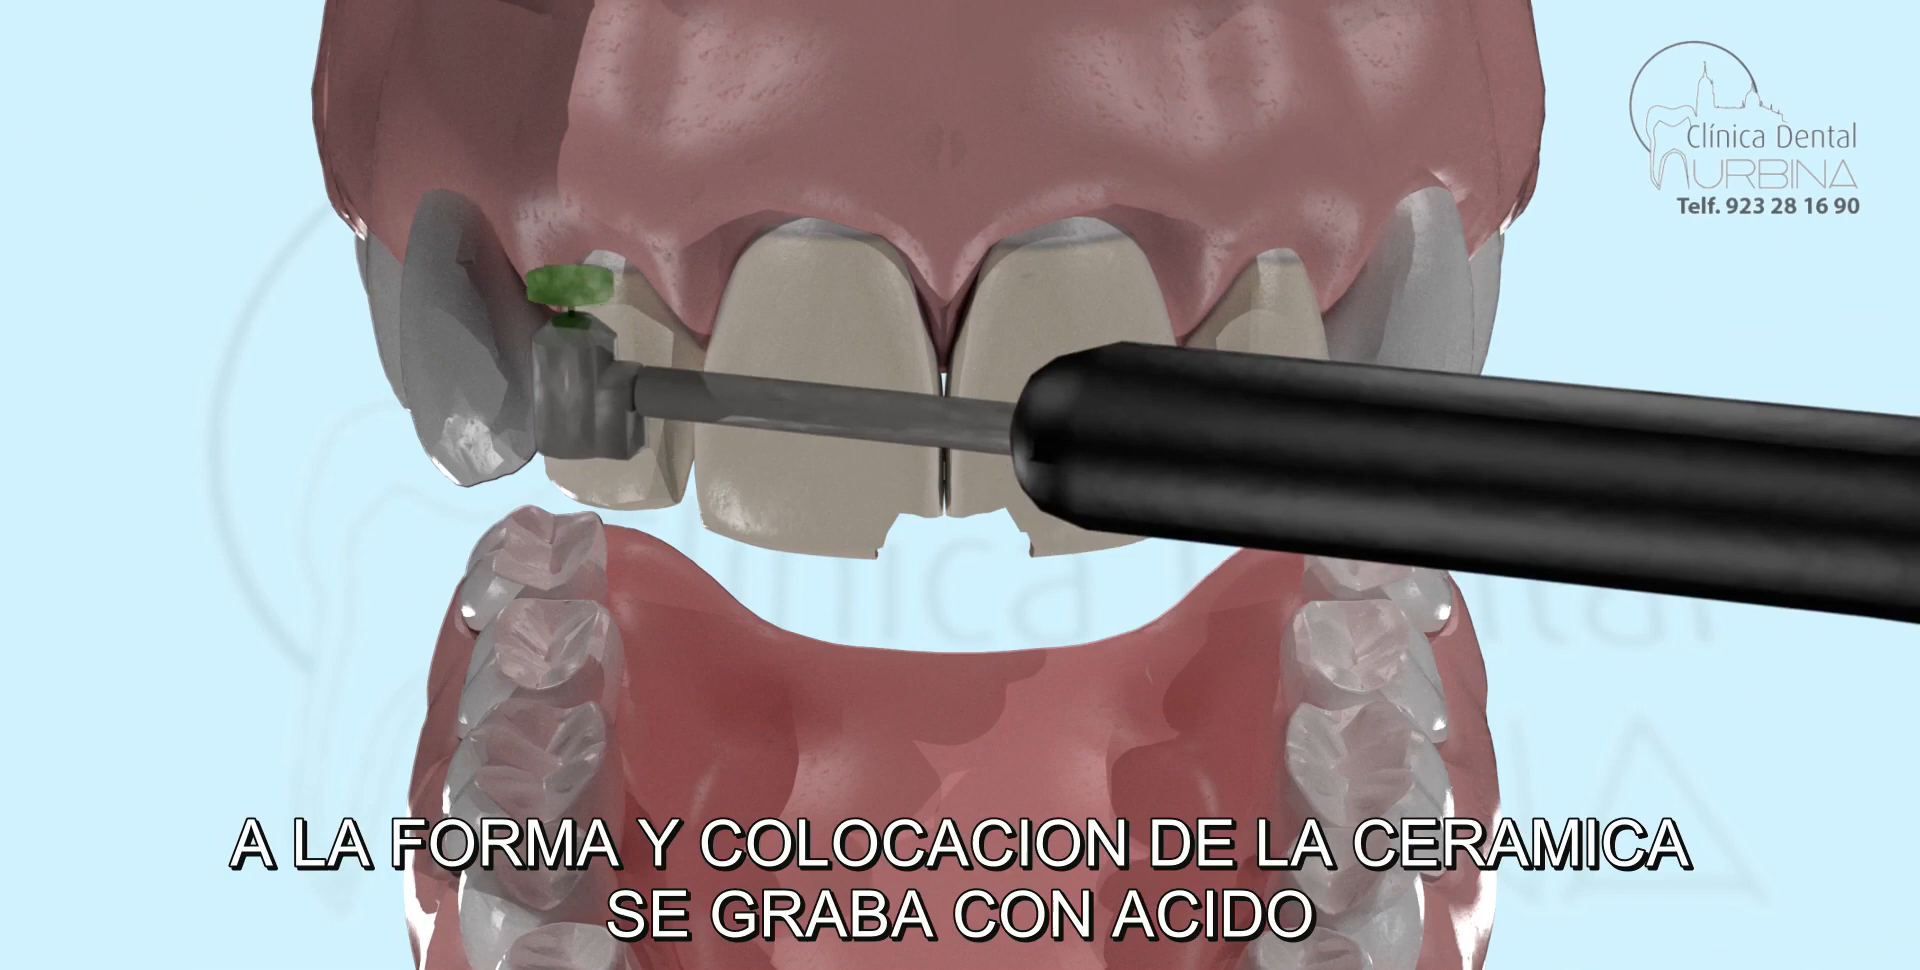 Clínica Dental
URBINA
Telf. 923 28 16 90
A LA FORMA Y COLOCACION DE LA CERAMICA
SE GRABA CON ACIDO